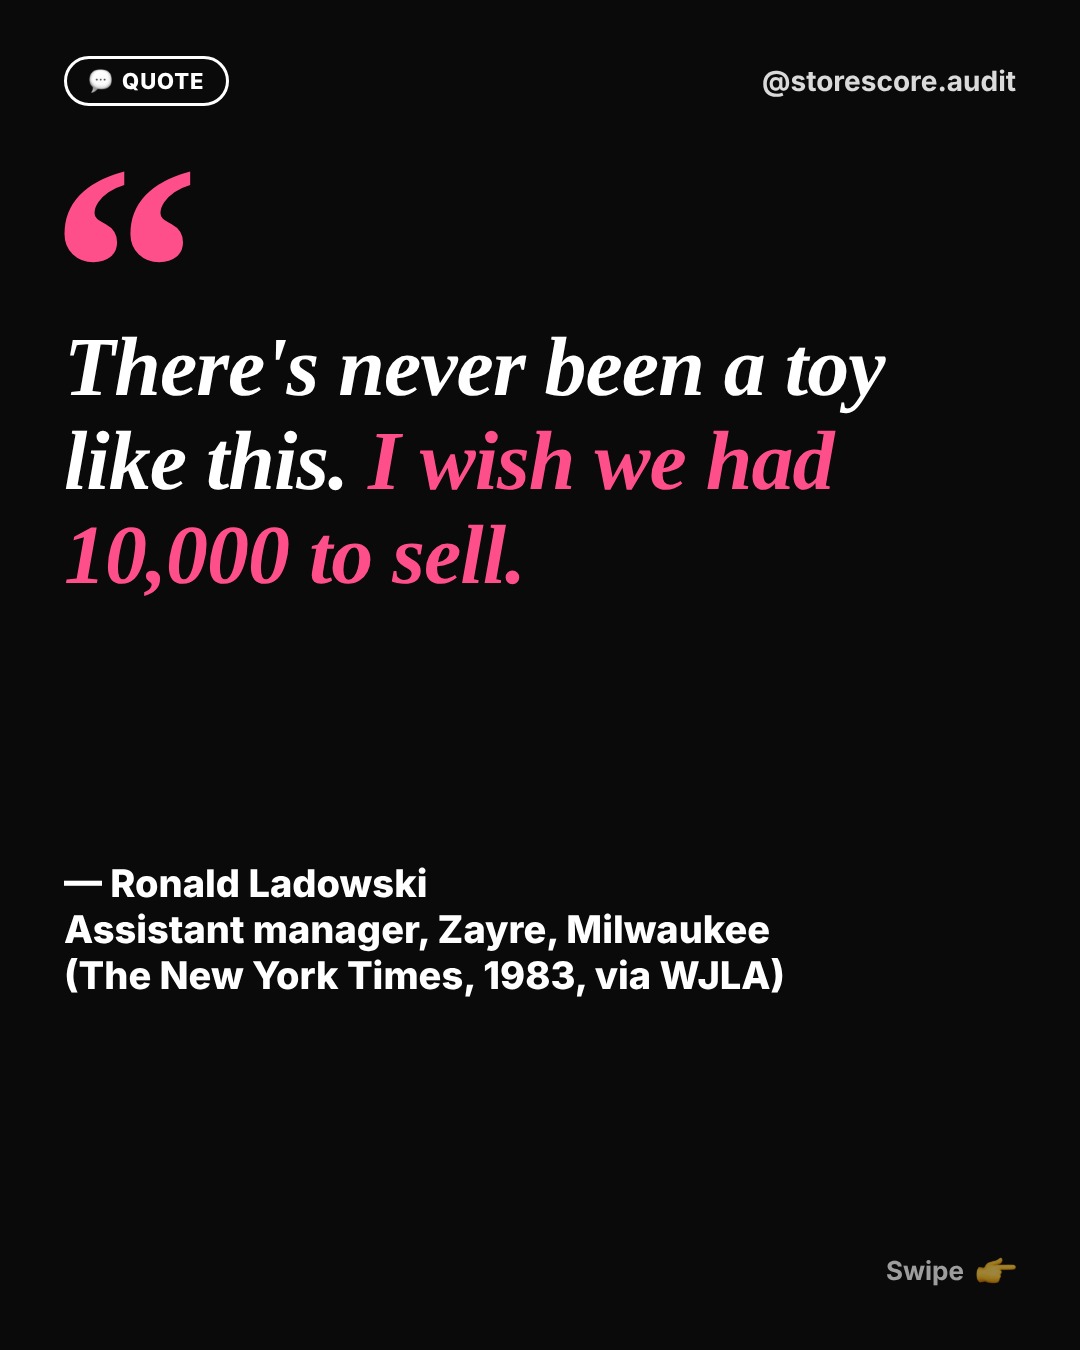 💬 QUOTE
@storescore.audit
“
There's never been a toy
like this. I wish we had
10,000 to sell.
— Ronald Ladowski
Assistant manager, Zayre, Milwaukee
(The New York Times, 1983, via WJLA)
Swipe 👉